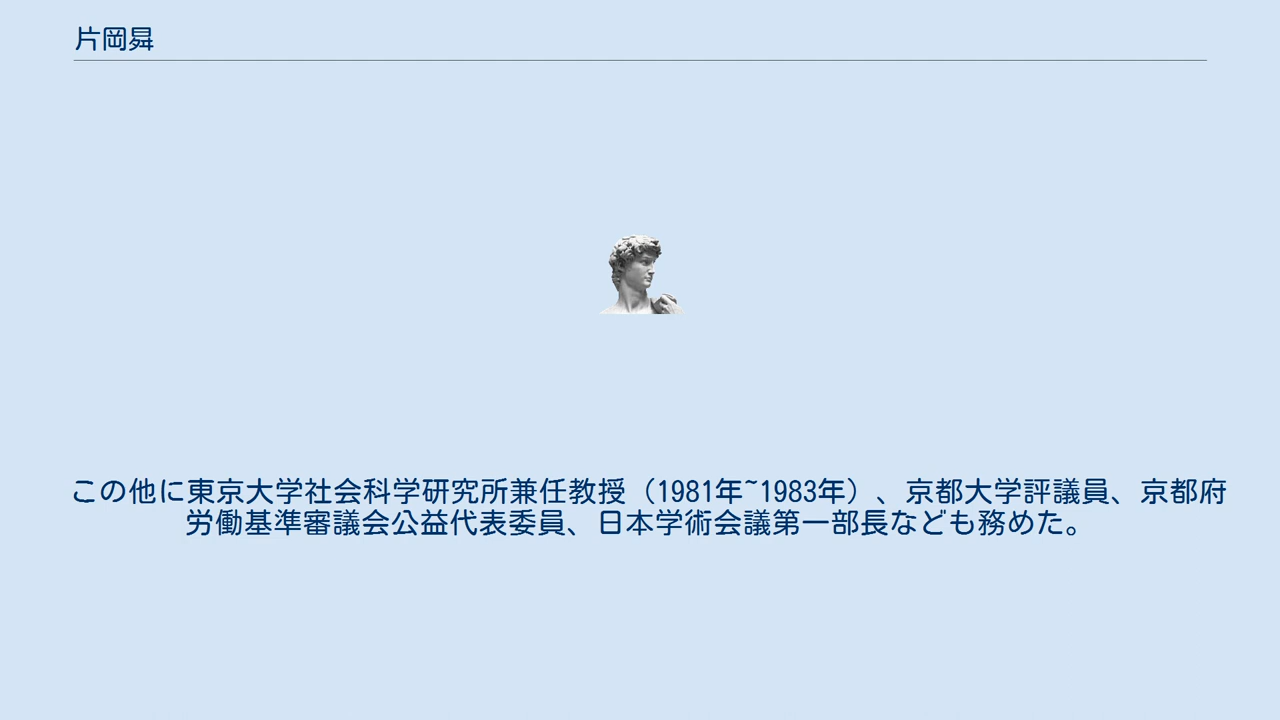 片岡曻
この他に東京大学社会科学研究所兼任教授（1981年~1983年）、京都大学評議員、京都府
労働基準審議会公益代表委員、日本学術会議第一部長なども務めた。